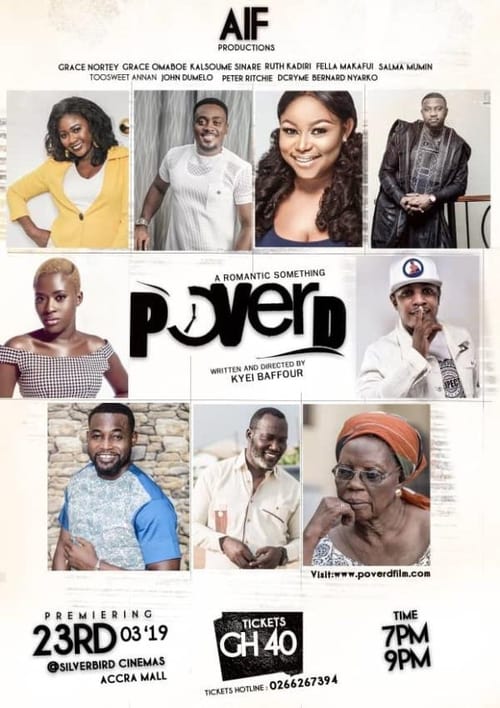 AIF
PRODUCTIONS
GRACE NORTEY GRACE OMABOE KALSOUME SINARE RUTH KADIRI FELLA MAKAFUI SALMA MUMIN
TOOSWEET ANNAN JOHN DUMELO PETER RITCHIE DCRYME BERNARD NYARKO
A ROMANTIC SOMETHING
POVerD
WRITTEN AND DIRECTED BY
KYEI BAFFOUR
Visit:www.poverdfilm.com
PREMIERING
23RD 03 '19
@SILVERBIRD CINEMAS
ACCRA MALL
TICKETS
GH 40
TICKETS HOTLINE : 0266267394
TIME
7PM
9PM